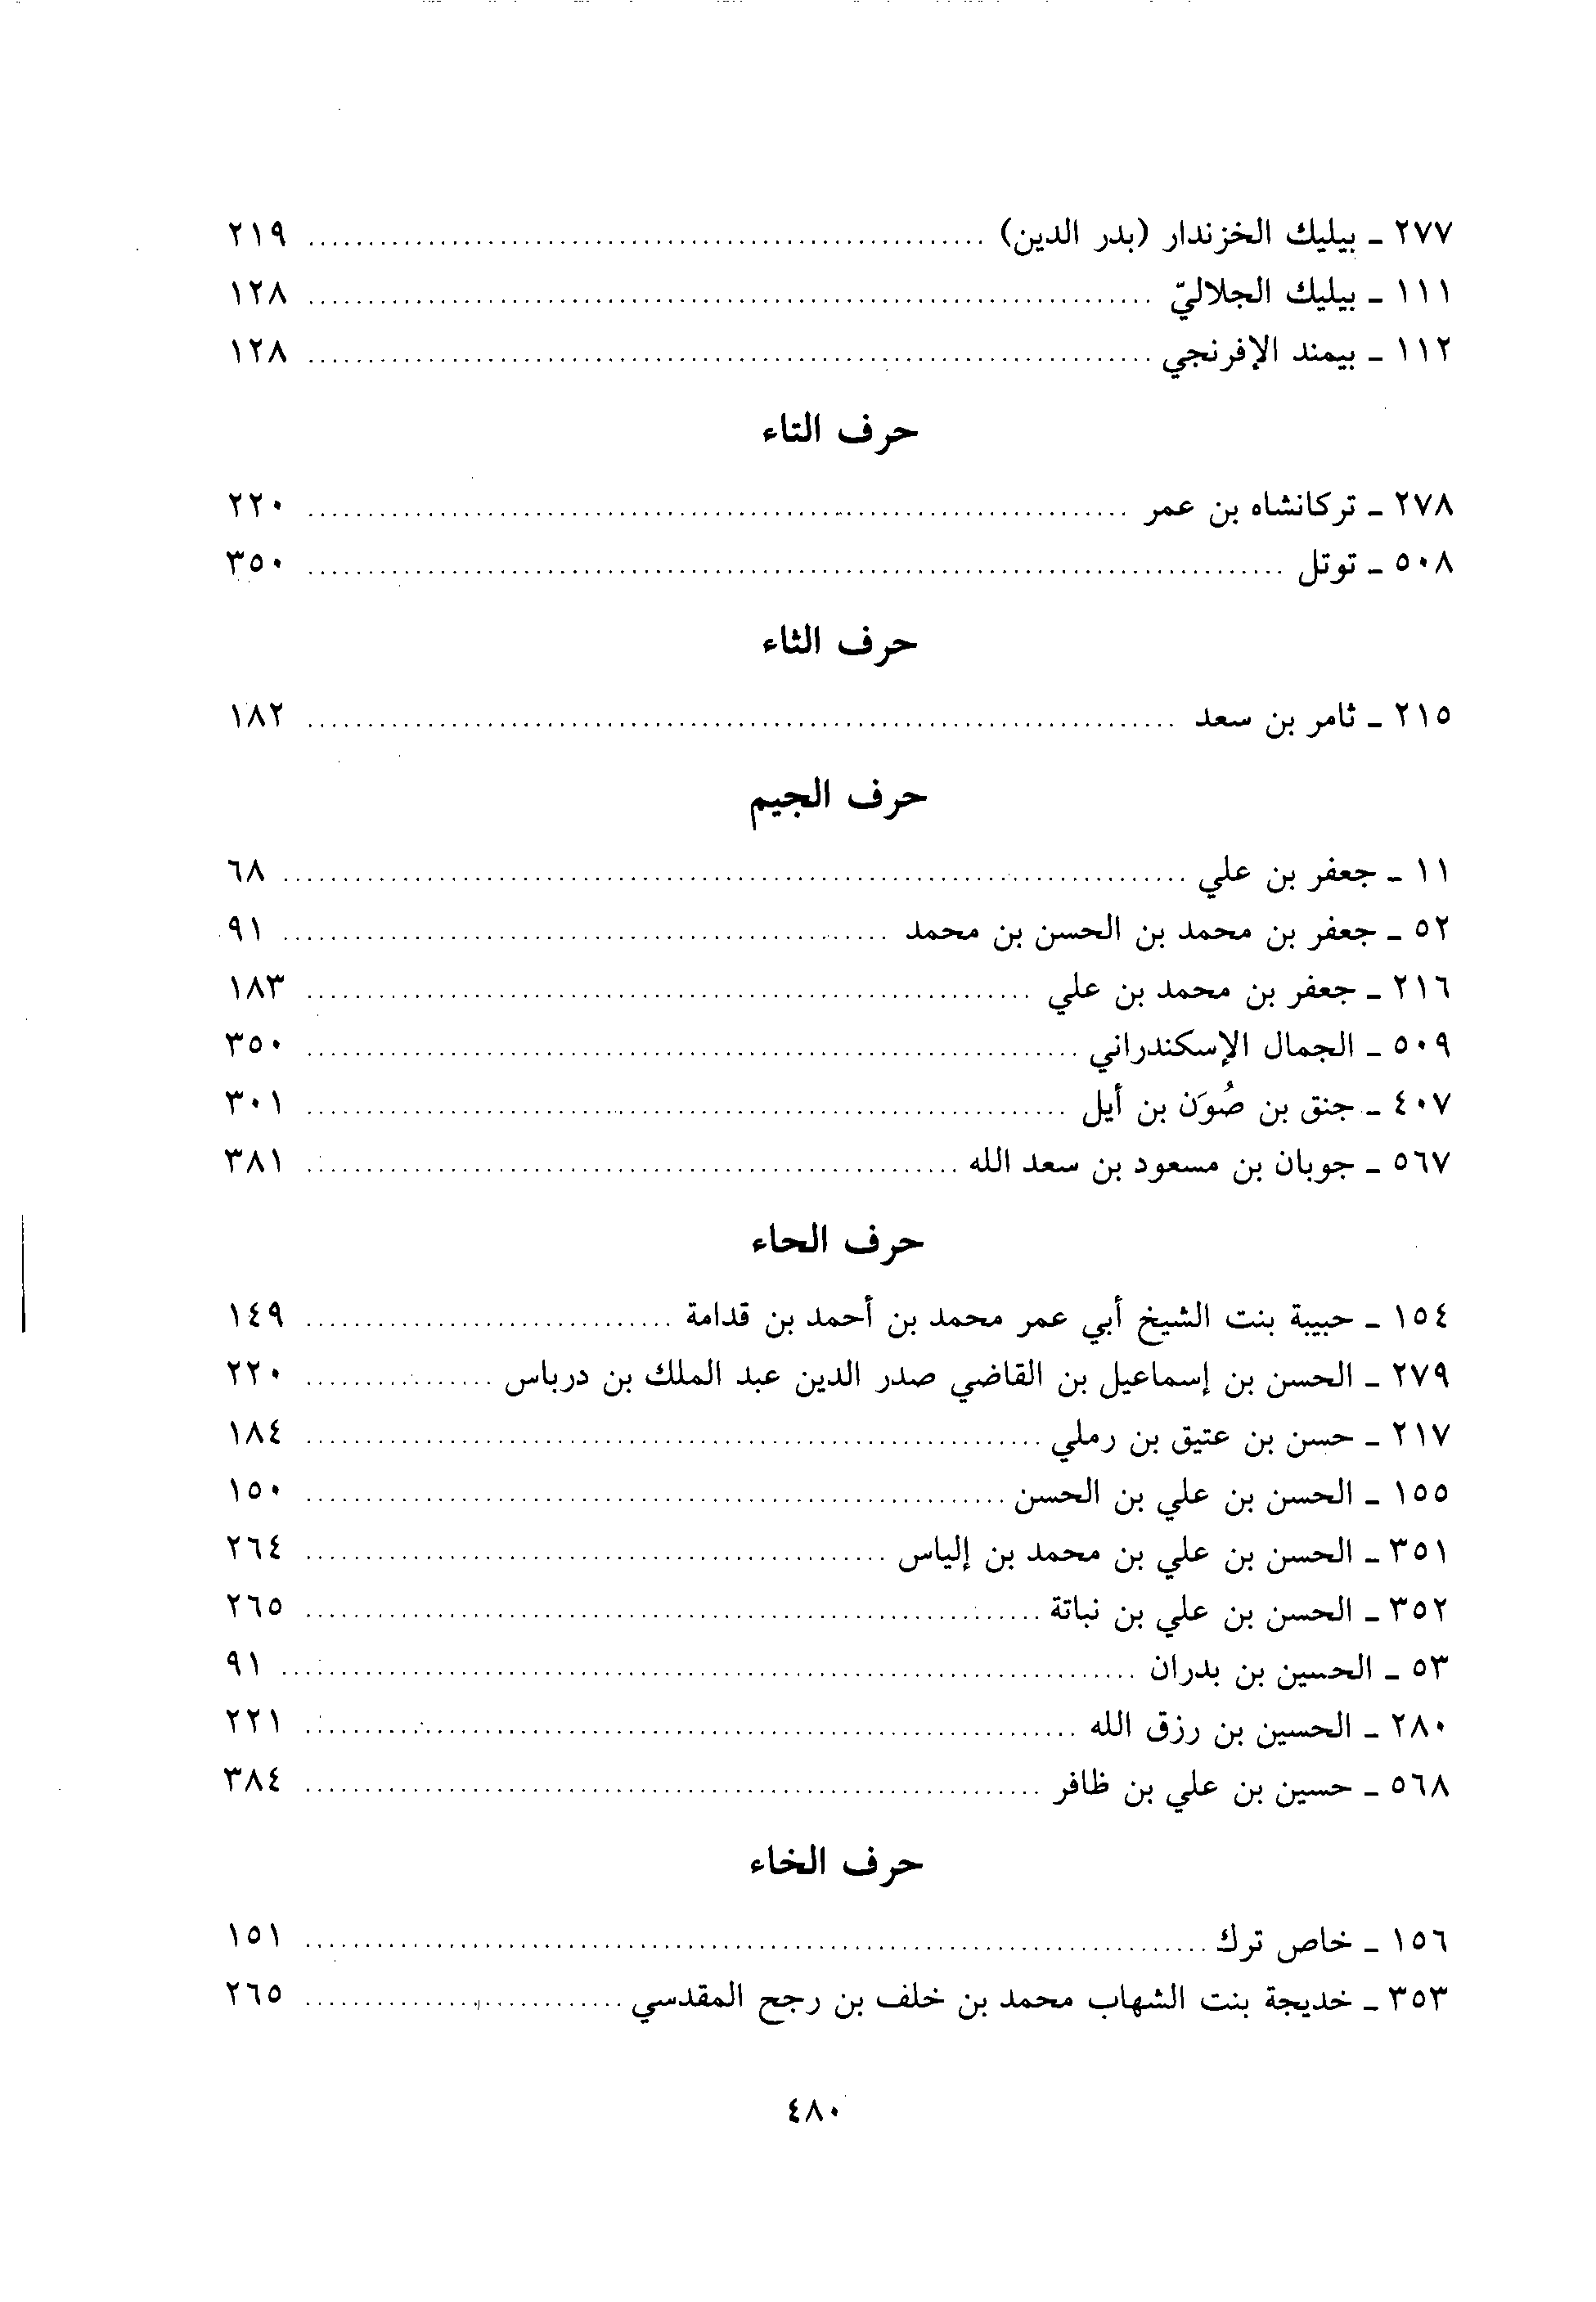 ٢٧٧ ـ بيليك الخزندار (بدر الدين) ........ ٢١٩
١١١ ـ بيليك الجلاليّ ........ ١٢٨
١١٢ ـ بيمند الإفرنجي ........ ١٢٨
حرف التاء
٢٧٨ ـ تركانشاه بن عمر ........ ٢٢٠
٥٠٨ ـ توتل ........ ٣٥٠
حرف الثاء
٢١٥ ـ ثامر بن سعد ........ ١٨٢
حرف الجيم
١١ ـ جعفر بن علي ........ ٦٨
٥٢ ـ جعفر بن محمد بن الحسن بن محمد ........ ٩١
٢١٦ ـ جعفر بن محمد بن علي ........ ١٨٣
٥٠٩ ـ الجمال الإسكندراني ........ ٣٥٠
٤٠٧ ـ جنق بن صُوَن بن أيل ........ ٣٠١
٥٦٧ ـ جوبان بن مسعود بن سعد الله ........ ٣٨١
حرف الحاء
١٥٤ ـ حبيبة بنت الشيخ أبي عمر محمد بن أحمد بن قدامة ........ ١٤٩
٢٧٩ ـ الحسن بن إسماعيل بن القاضي صدر الدين عبد الملك بن درباس ........ ٢٢٠
٢١٧ ـ حسن بن عتيق بن رملي ........ ١٨٤
١٥٥ ـ الحسن بن علي بن الحسن ........ ١٥٠
٣٥١ ـ الحسن بن علي بن محمد بن إلياس ........ ٢٦٤
٣٥٢ ـ الحسن بن علي بن نباتة ........ ٢٦٥
٥٣ ـ الحسين بن بدران ........ ٩١
٢٨٠ ـ الحسين بن رزق الله ........ ٢٢١
٥٦٨ ـ حسين بن علي بن ظافر ........ ٣٨٤
حرف الخاء
١٥٦ ـ خاص ترك ........ ١٥١
٣٥٣ ـ خديجة بنت الشهاب محمد بن خلف بن رجح المقدسي ........ ٢٦٥
٤٨٠